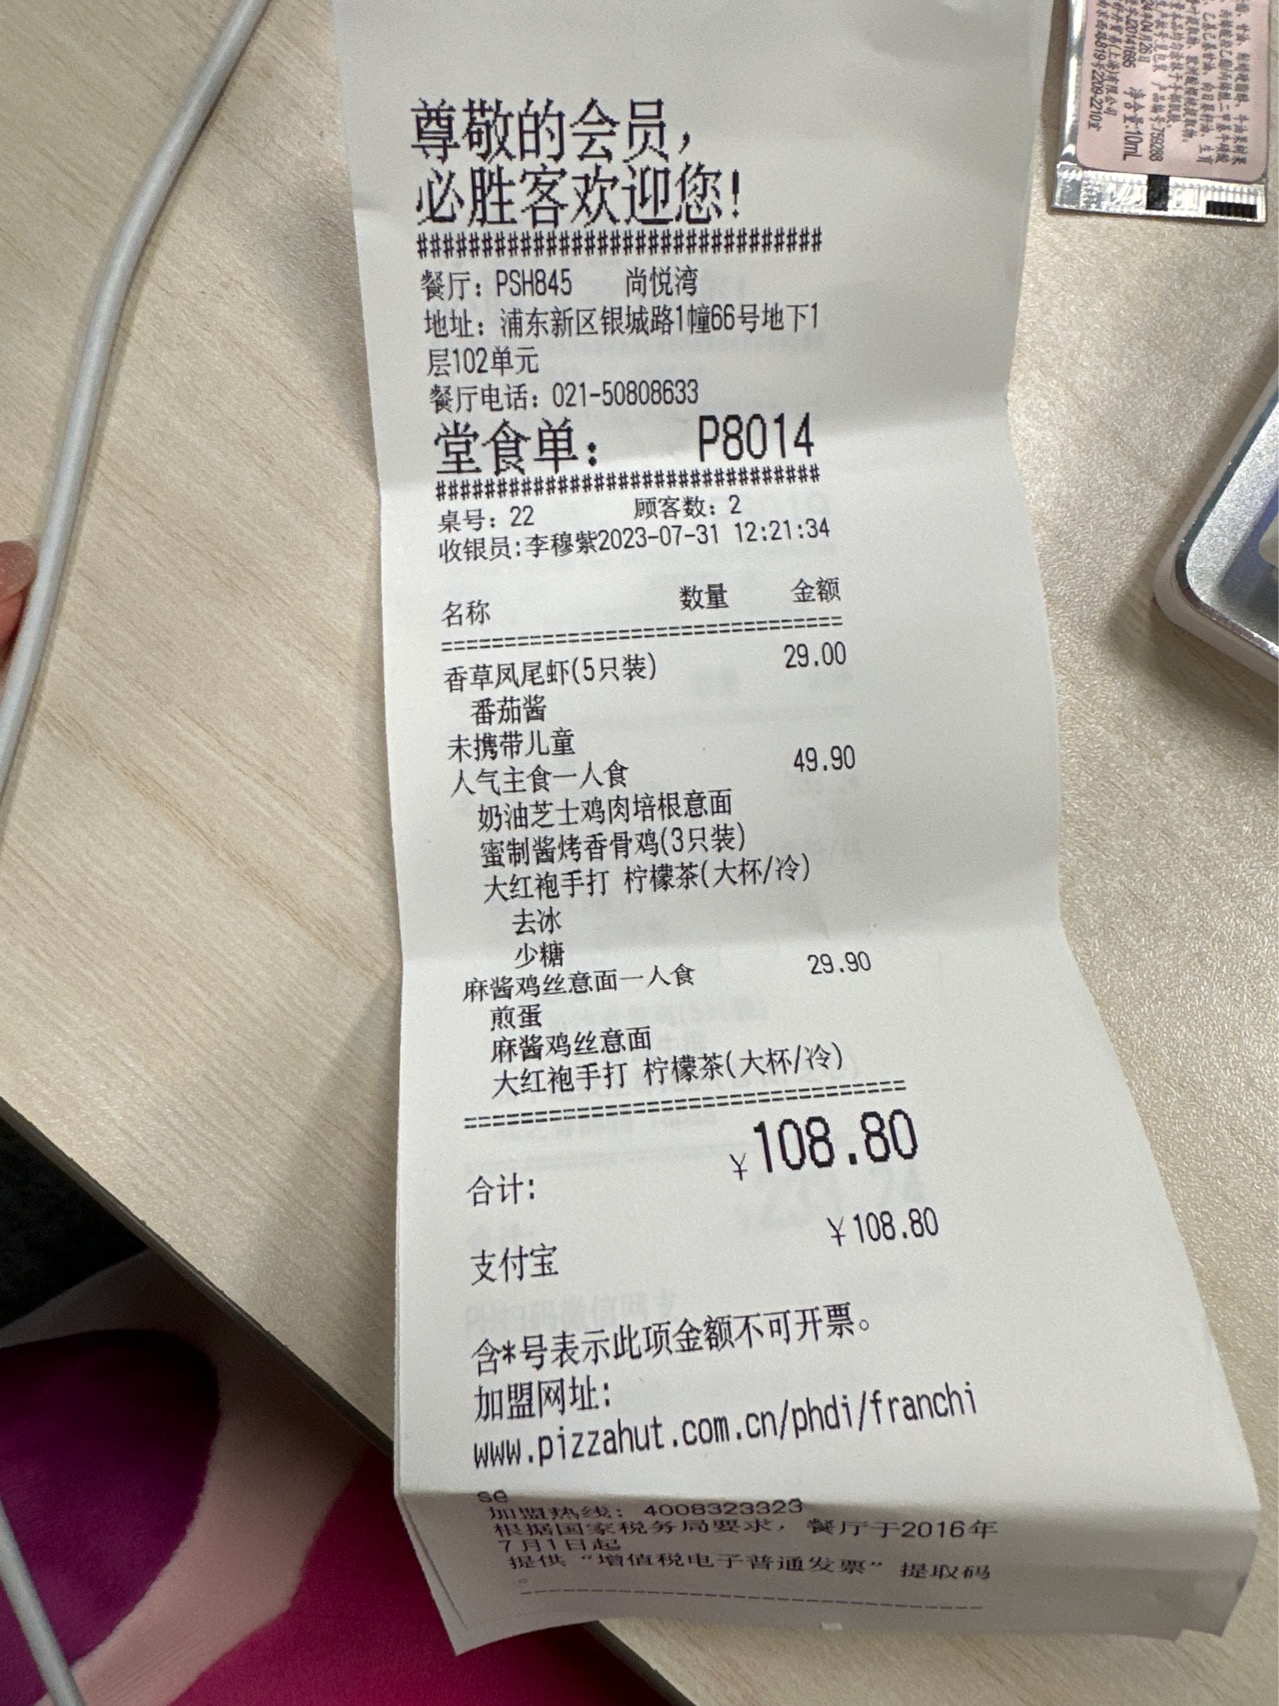 尊敬的会员，
必胜客欢迎您！
################################
餐厅：PSH845 尚悦湾
地址：浦东新区银城路1幢66号地下1
层102单元
餐厅电话：021-50808633
堂食单： P8014
################################
桌号：22 顾客数：2
收银员:李穆紫2023-07-31 12:21:34
名称 数量 金额
================================
香草凤尾虾(5只装) 29.00
番茄酱
未携带儿童
人气主食一人食 49.90
奶油芝士鸡肉培根意面
蜜制酱烤香骨鸡(3只装)
大红袍手打 柠檬茶(大杯/冷)
去冰
少糖
麻酱鸡丝意面一人食 29.90
煎蛋
麻酱鸡丝意面
大红袍手打 柠檬茶(大杯/冷)
================================
合计: ¥108.80
支付宝 ¥108.80
含*号表示此项金额不可开票。
加盟网址:
www.pizzahut.com.cn/phdi/franchi
se
加盟热线：4008323323
根据国家税务局要求，餐厅于2016年
7月1日起
提供“增值税电子普通发票”提取码
。
--------------------------------
净含量:10mL
产品编号:759288